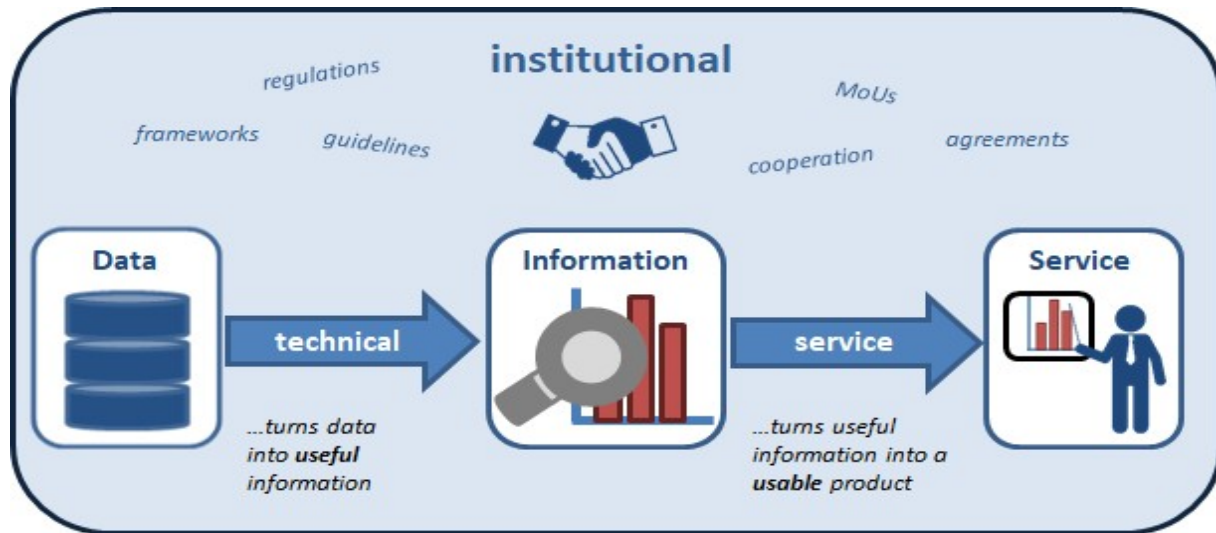 institutional
regulations
MoUs
frameworks
guidelines
cooperation
agreements
Data
Information
Service
technical
service
...turns data
into useful
information
...turns useful
information into a
usable product